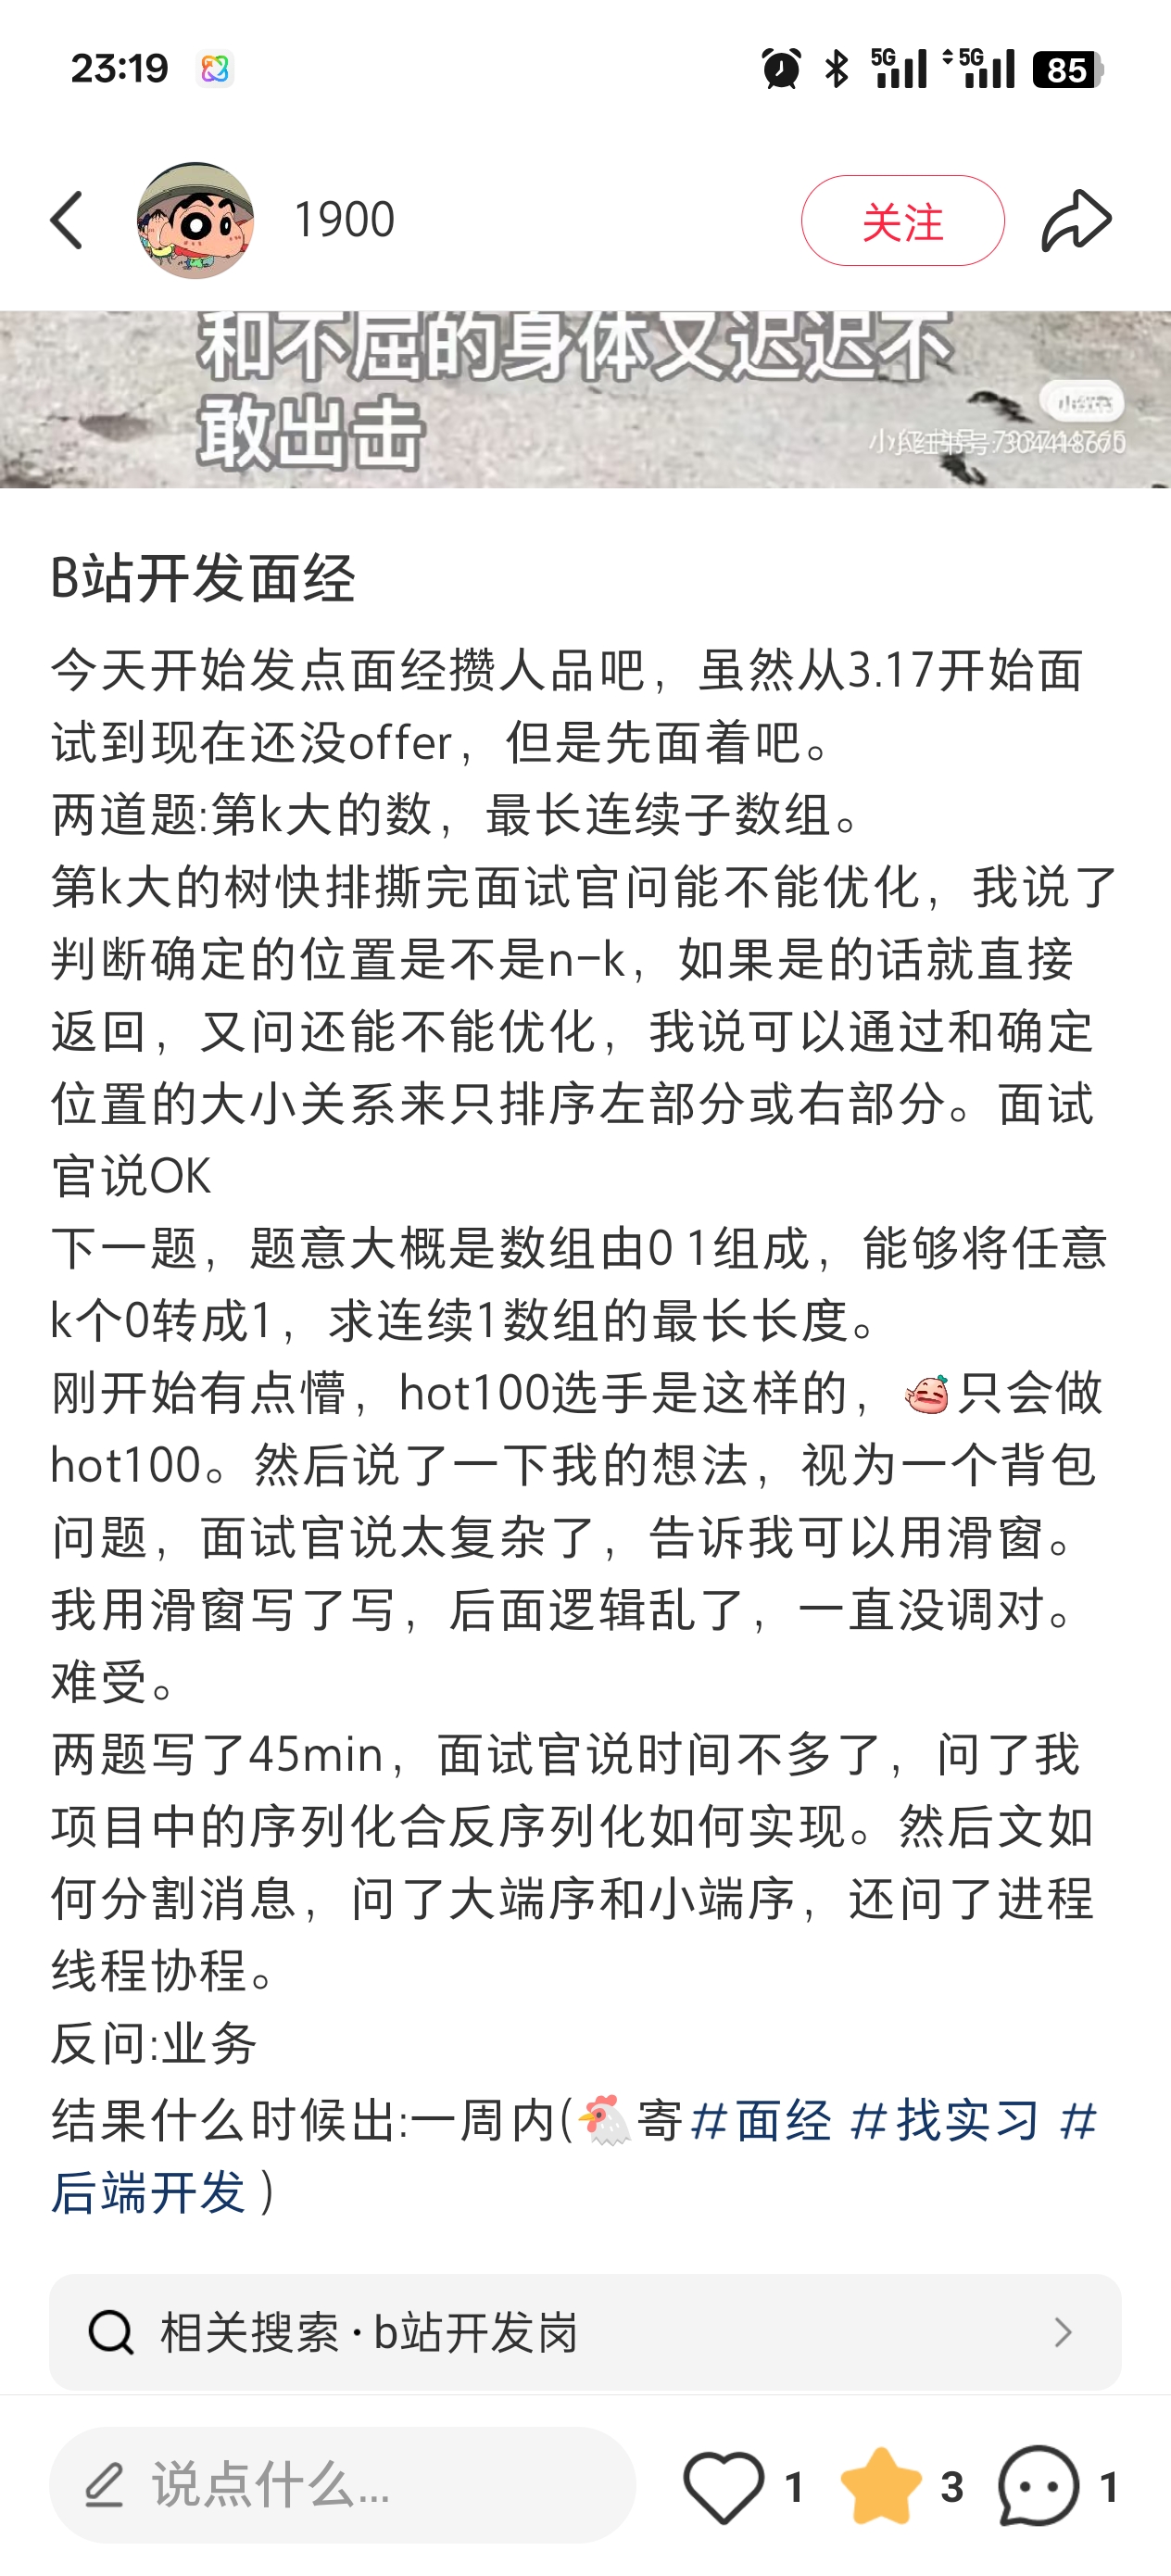 23:19
5G
5G
85
1900
关注
和不屈的身体又迟迟不
敢出击
B站开发面经
今天开始发点面经攒人品吧，虽然从3.17开始面
试到现在还没offer，但是先面着吧。
两道题:第k大的数，最长连续子数组。
第k大的树快排撕完面试官问能不能优化，我说了
判断确定的位置是不是n-k，如果是的话就直接
返回，又问还能不能优化，我说可以通过和确定
位置的大小关系来只排序左部分或右部分。面试
官说OK
下一题，题意大概是数组由0 1组成，能够将任意
k个0转成1，求连续1数组的最长长度。
刚开始有点懵，hot100选手是这样的，只会做
hot100。然后说了一下我的想法，视为一个背包
问题，面试官说太复杂了，告诉我可以用滑窗。
我用滑窗写了写，后面逻辑乱了，一直没调对。
难受。
两题写了45min，面试官说时间不多了，问了我
项目中的序列化合反序列化如何实现。然后文如
何分割消息，问了大端序和小端序，还问了进程
线程协程。
反问:业务
结果什么时候出:一周内(🐔寄#面经 #找实习 #
后端开发 )
相关搜索·b站开发岗
说点什么...
1
3
1